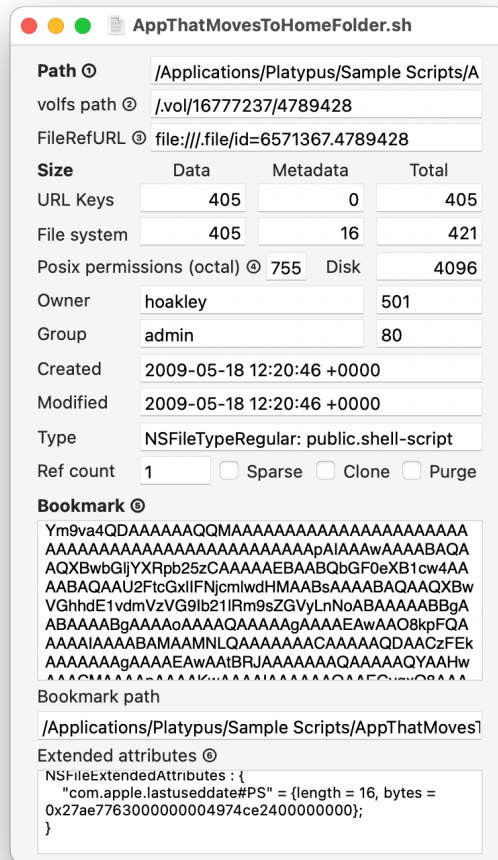 AppThatMovesToHomeFolder.sh
Path ① /Applications/Platypus/Sample Scripts/A
volfs path ② /.vol/16777237/4789428
FileRefURL ③ file:///.file/id=6571367.4789428
Size Data Metadata Total
URL Keys 405 0 405
File system 405 16 421
Posix permissions (octal) ④ 755 Disk 4096
Owner hoakley 501
Group admin 80
Created 2009-05-18 12:20:46 +0000
Modified 2009-05-18 12:20:46 +0000
Type NSFileTypeRegular: public.shell-script
Ref count 1 Sparse Clone Purge
Bookmark ⑤
Ym9va4QDAAAAAAQQMAAAAAAAAAAAAAAAAAAAAAA
AAAAAAAAAAAAAAAAAAAAAAAAAApAIAAAwAAAABAQA
AQXBwbGljYXRpb25zCAAAAAEBAABQbGF0eXB1cw4AA
AABAQAAU2FtcGxlIFNjcmlwdHMAABsAAAABAQAAQXBw
VGhhdE1vdmVzVG9Ib21lRm9sZGVyLnNoABAAAAABBgA
ABAAAABgAAAAoAAAAQAAAAAgAAAAEAwAAO8kpFQA
AAAAIAAAABAMAAMNLQAAAAAACAAAAAQDAACzFEk
AAAAAAAgAAAAEAwAAtBRJAAAAAAAQAAAAAQYAAHw
Bookmark path
/Applications/Platypus/Sample Scripts/AppThatMovesT
Extended attributes ⑥
NSFileExtendedAttributes : {
"com.apple.lastuseddate#PS" = {length = 16, bytes =
0x27ae7763000000004974ce2400000000};
}